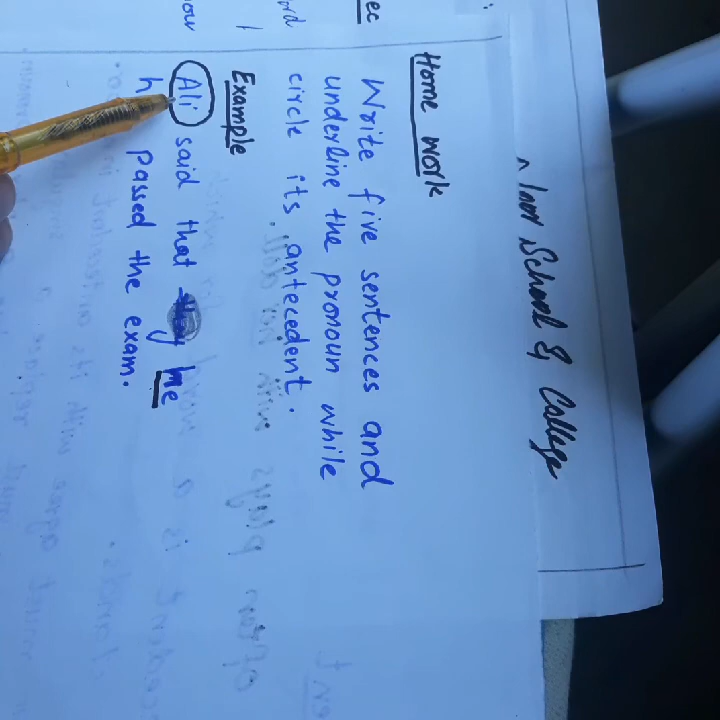 School & College
Home work
Write five sentences and
underline the pronoun while
circle its antecedent.
Example
Ali said that he
passed the exam.